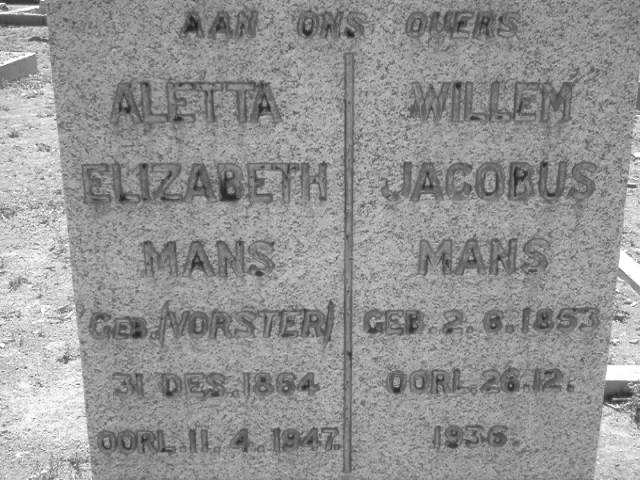 AAN ONS OUERS
ALETTA
ELIZABETH
MANS
GEB. (VORSTER)
31 DES. 1864
OORL. 11. 4. 1947.
WILLEM
JACOBUS
MANS
GEB. 2. 6. 1853
OORL. 26. 12.
1936.